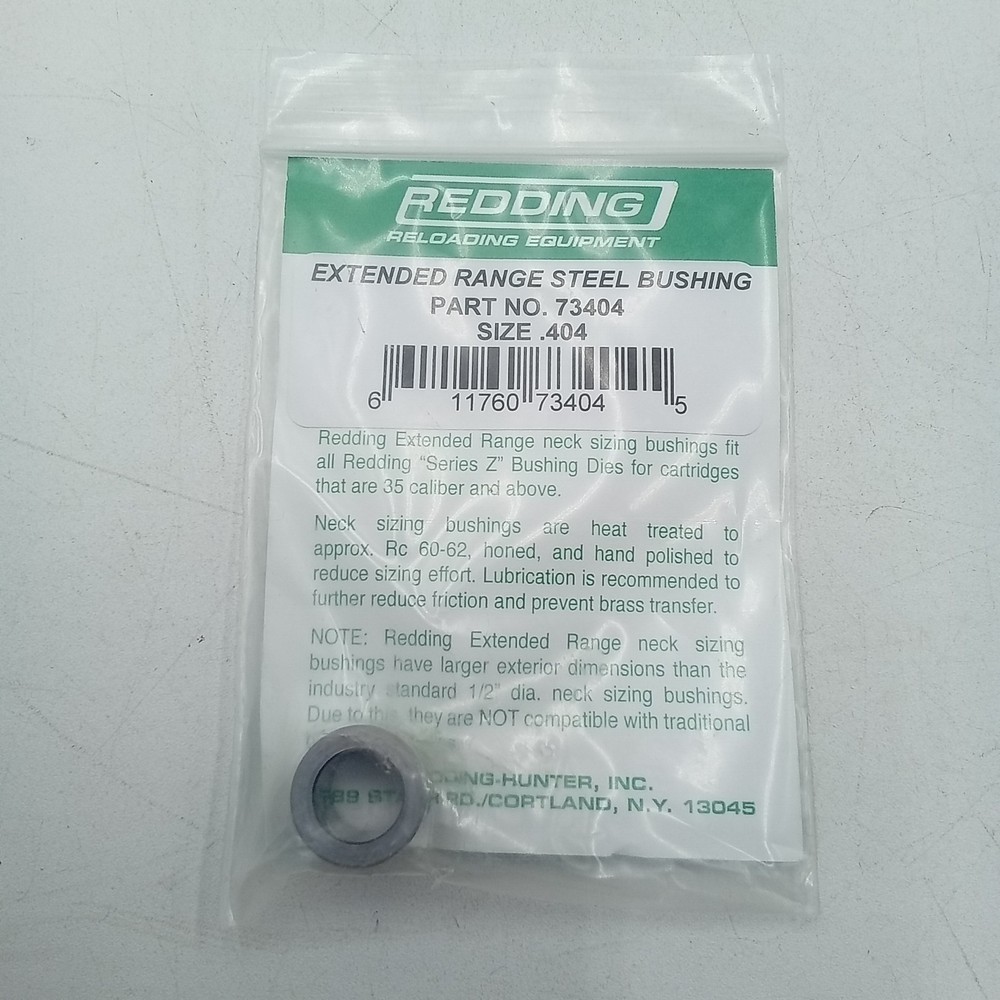 REDDING
RELOADING EQUIPMENT
EXTENDED RANGE STEEL BUSHING
PART NO. 73404
SIZE .404
6 11760 73404 5
Redding Extended Range neck sizing bushings fit
all Redding "Series Z" Bushing Dies for cartridges
that are 35 caliber and above.
Neck sizing bushings are heat treated to
approx. Rc 60-62, honed, and hand polished to
reduce sizing effort. Lubrication is recommended to
further reduce friction and prevent brass transfer.
NOTE: Redding Extended Range neck sizing
bushings have larger exterior dimensions than the
industry standard 1/2" dia. neck sizing bushings.
Due to this, they are NOT compatible with traditional
DDING-HUNTER, INC.
RD./CORTLAND, N.Y. 13045